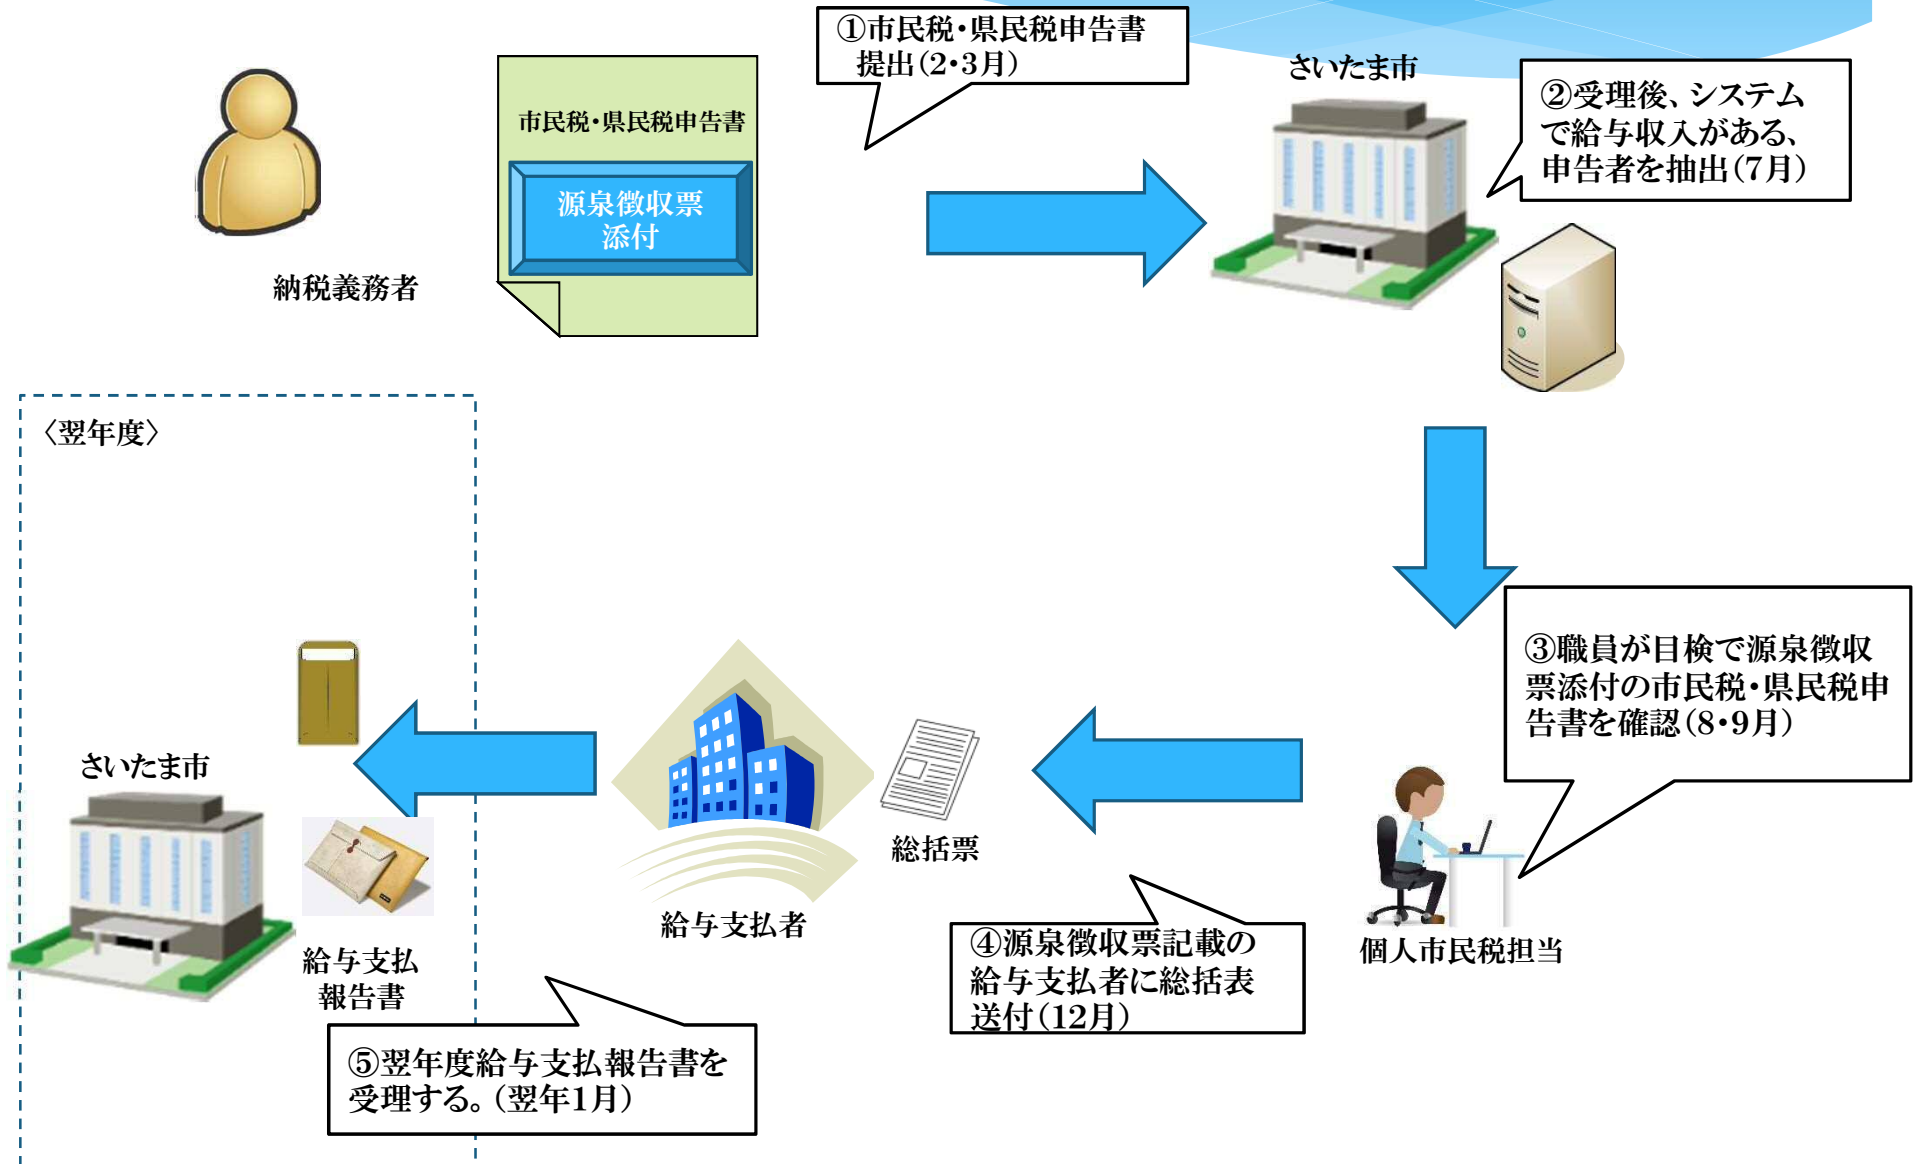 ①市民税・県民税申告書
提出(2・3月)
さいたま市
②受理後、システム
で給与収入がある、
申告者を抽出(7月)
市民税・県民税申告書
源泉徴収票
添付
納税義務者
③職員が目検で源泉徴収
票添付の市民税・県民税申
告書を確認(8・9月)
個人市民税担当
④源泉徴収票記載の
給与支払者に総括表
送付(12月)
総括票
給与支払者
〈翌年度〉
さいたま市
給与支払
報告書
⑤翌年度給与支払報告書を
受理する。(翌年1月)